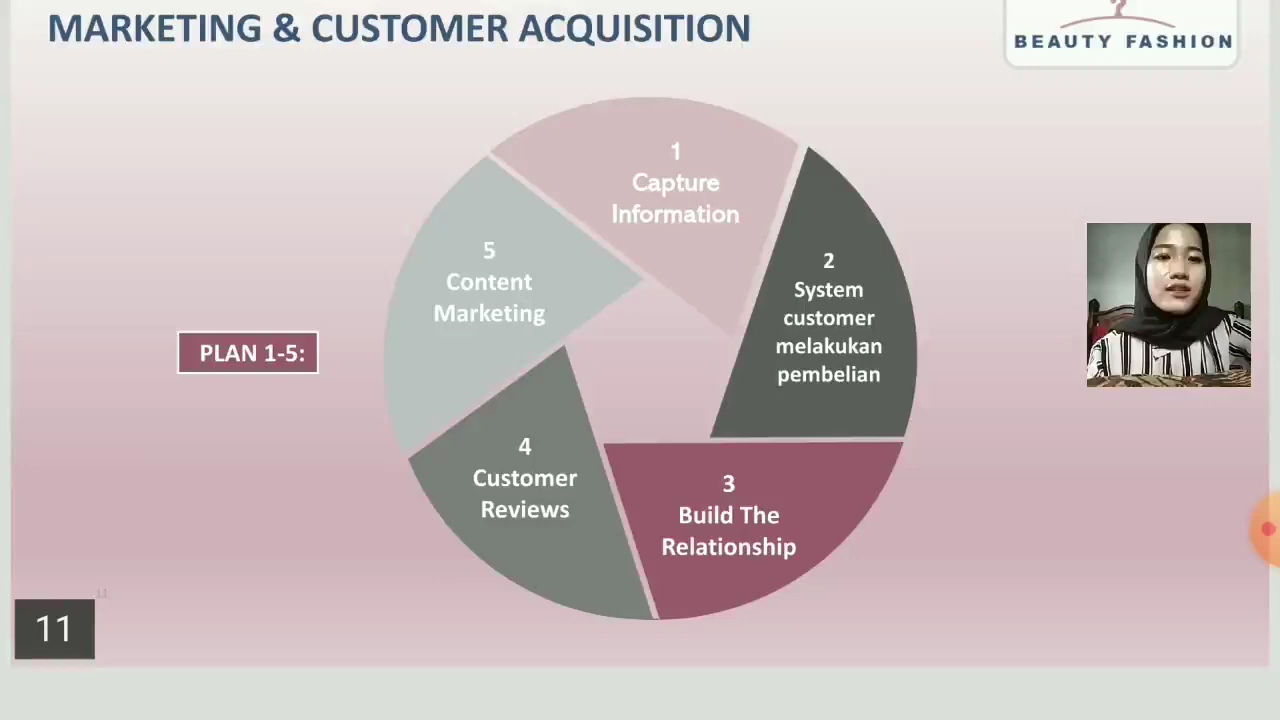 MARKETING & CUSTOMER ACQUISITION
BEAUTY FASHION
1
Capture
Information
2
System
customer
melakukan
pembelian
5
Content
Marketing
PLAN 1-5:
4
Customer
Reviews
3
Build The
Relationship
11
11